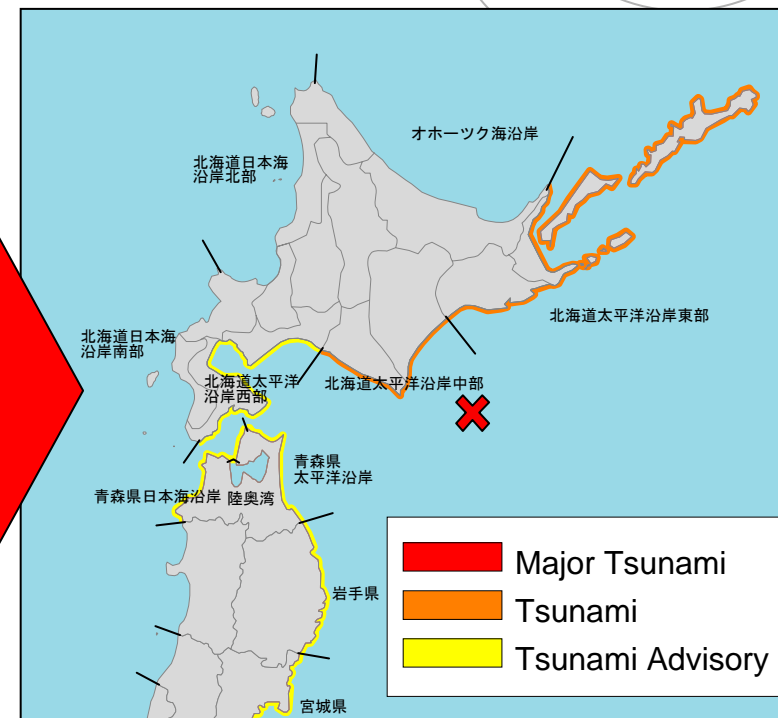 オホーツク海沿岸
北海道日本海
沿岸北部
北海道太平洋沿岸東部
北海道日本海
沿岸南部
北海道太平洋
沿岸西部
北海道太平洋沿岸中部
青森県
太平洋沿岸
青森県日本海沿岸
陸奥湾
岩手県
宮城県
Major Tsunami
Tsunami
Tsunami Advisory